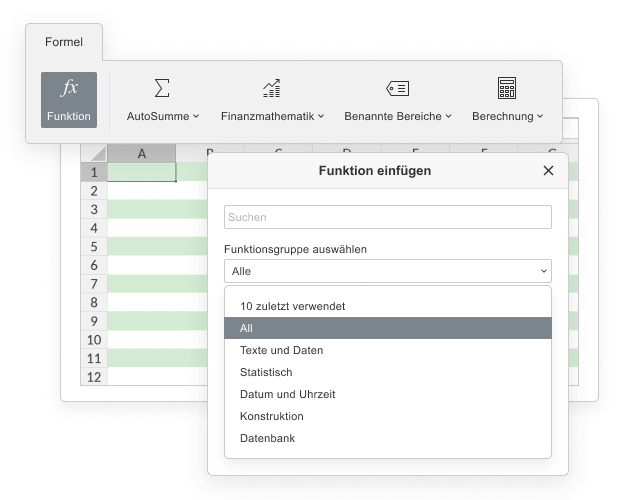 Formel
fx
Funktion
AutoSumme
Finanzmathematik
Benannte Bereiche
Berechnung
A
1
2
3
4
5
6
7
8
9
10
11
12
Funktion einfügen
Suchen
Funktionsgruppe auswählen
Alle
10 zuletzt verwendet
All
Texte und Daten
Statistisch
Datum und Uhrzeit
Konstruktion
Datenbank